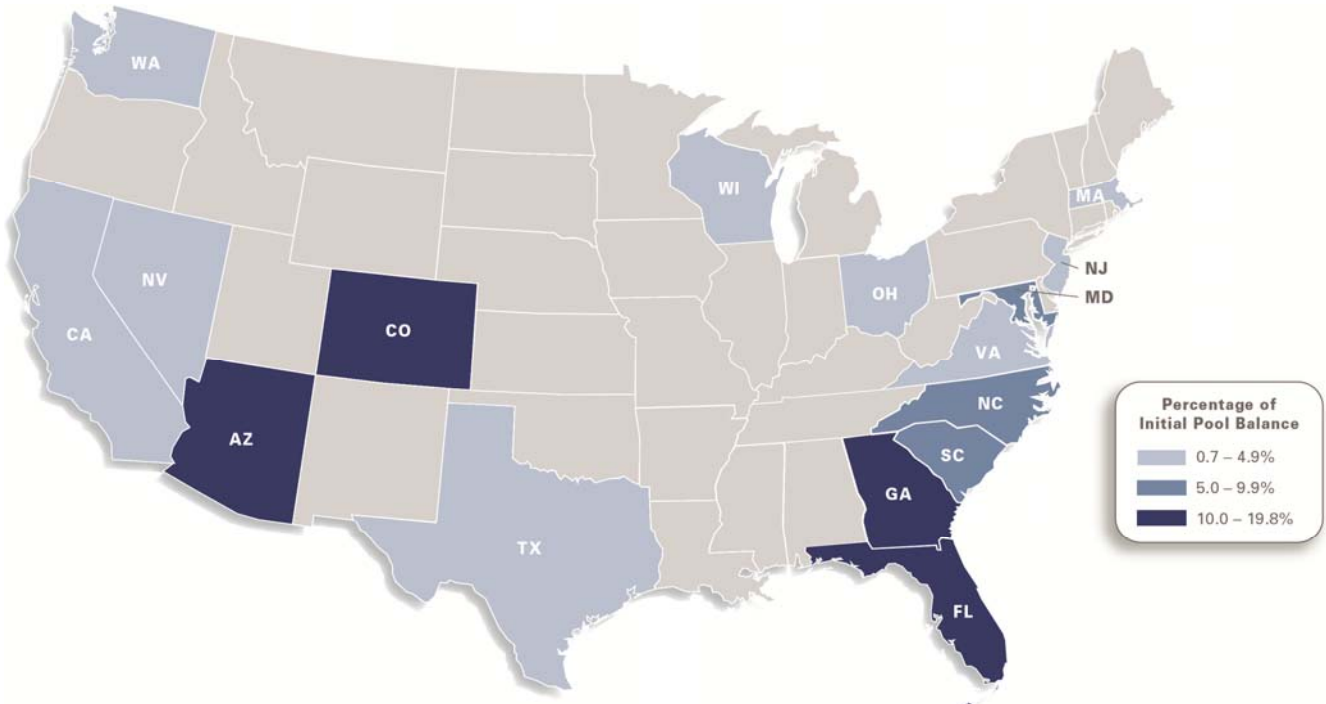 WA
WI
MA
NJ
MD
NV
OH
CA
CO
VA
NC
AZ
SC
GA
TX
FL
Percentage of
Initial Pool Balance
0.7 – 4.9%
5.0 – 9.9%
10.0 – 19.8%